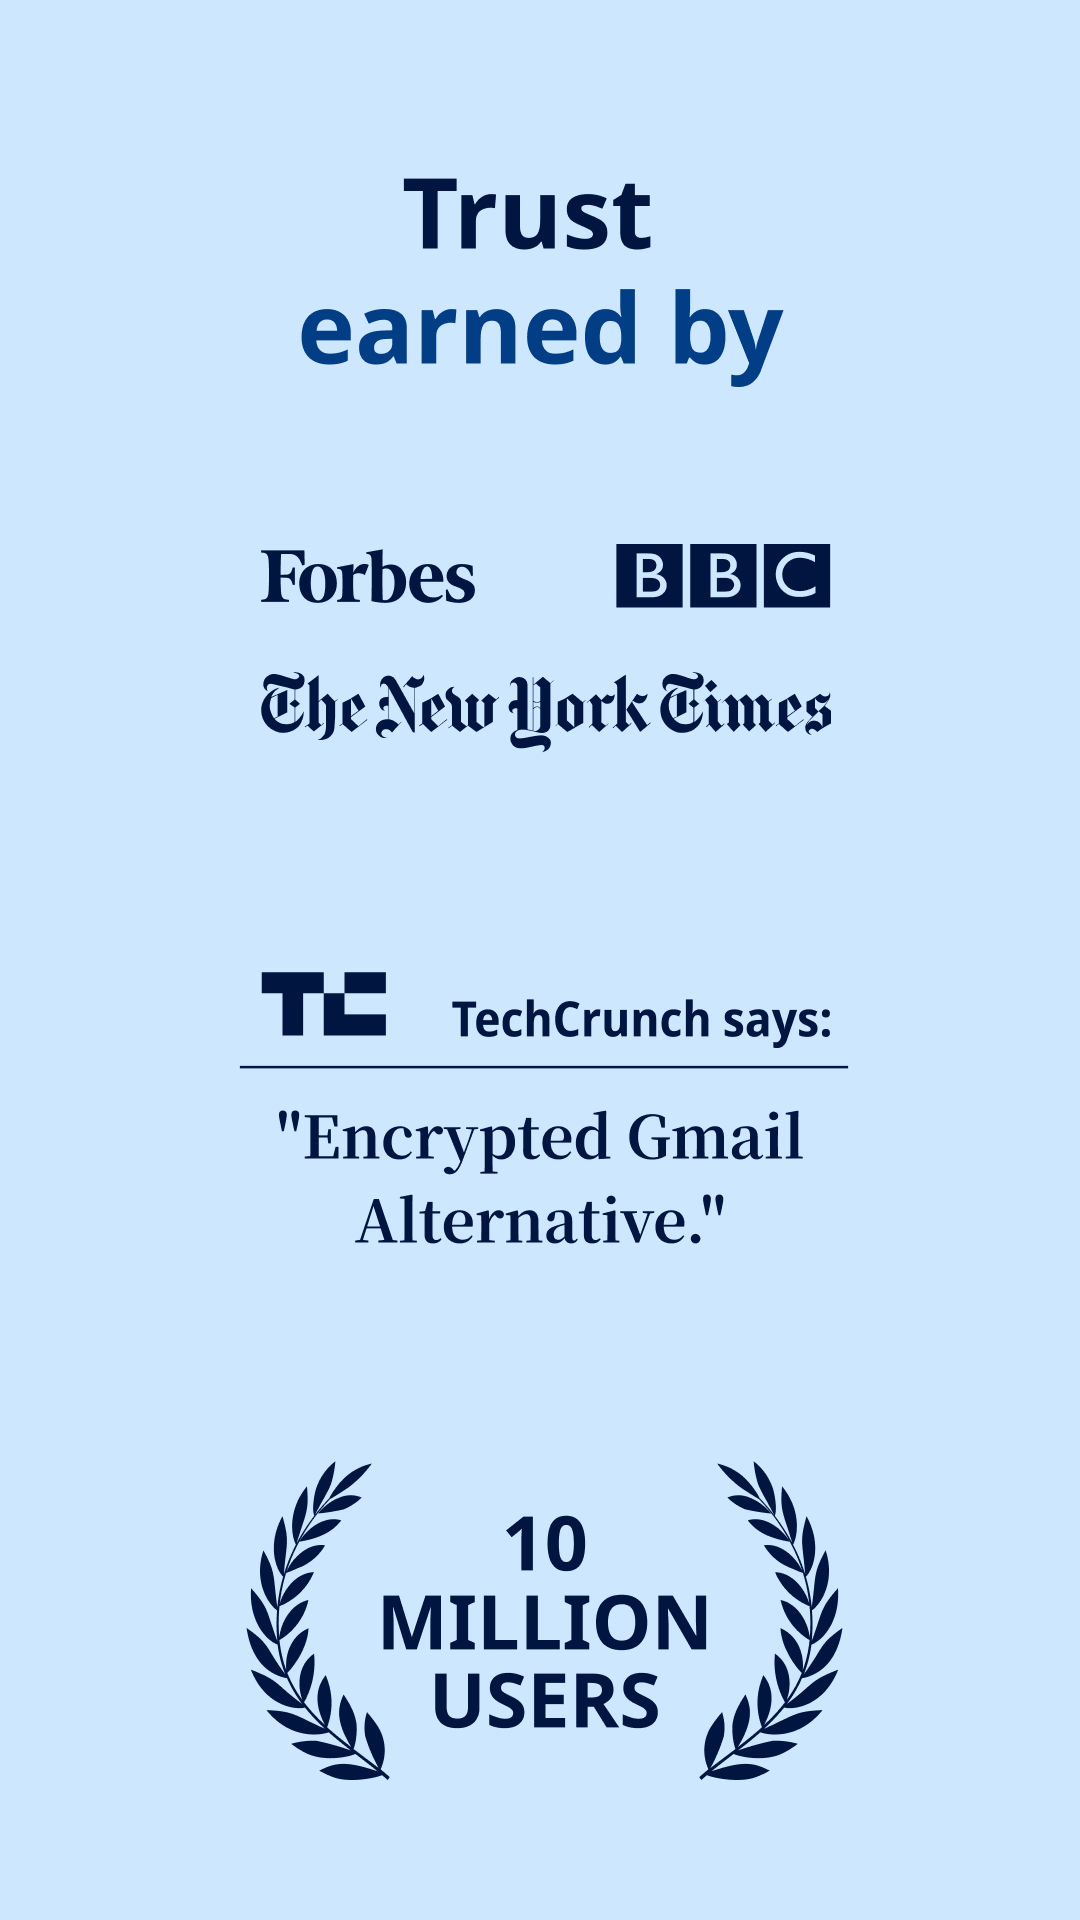 Trust
earned by
Forbes
BBC
The New York Times
TC
TechCrunch says:
"Encrypted Gmail
Alternative."
10
MILLION
USERS